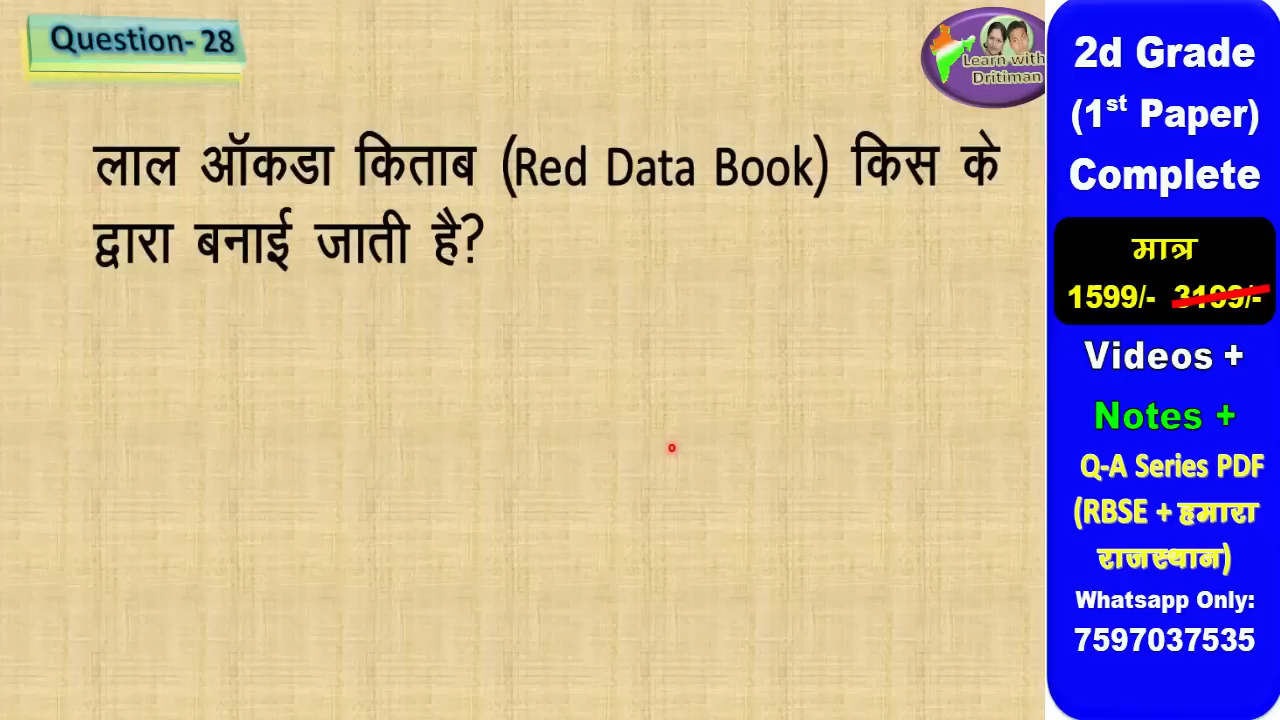 Question- 28
Learn with
Dritiman
लाल ऑकडा किताब (Red Data Book) किस के
द्वारा बनाई जाती है?
2d Grade
(1st Paper)
Complete
मात्र
1599/- 3199/-
Videos +
Notes +
Q-A Series PDF
(RBSE + हमारा
राजस्थान)
Whatsapp Only:
7597037535